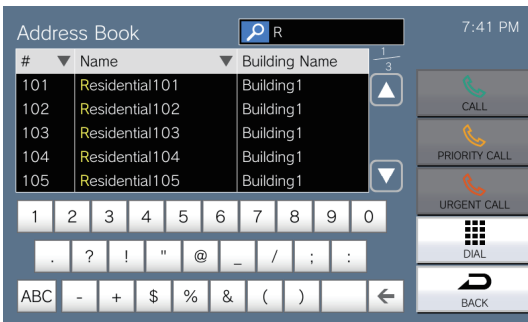 Address Book R 7:41 PM
# Name Building Name 1/3
101 Residential101 Building1
102 Residential102 Building1
103 Residential103 Building1
104 Residential104 Building1
105 Residential105 Building1
CALL
PRIORITY CALL
URGENT CALL
DIAL
BACK
1 2 3 4 5 6 7 8 9 0
. ? ! " @ _ / ; :
ABC - + $ % & ( ) ←